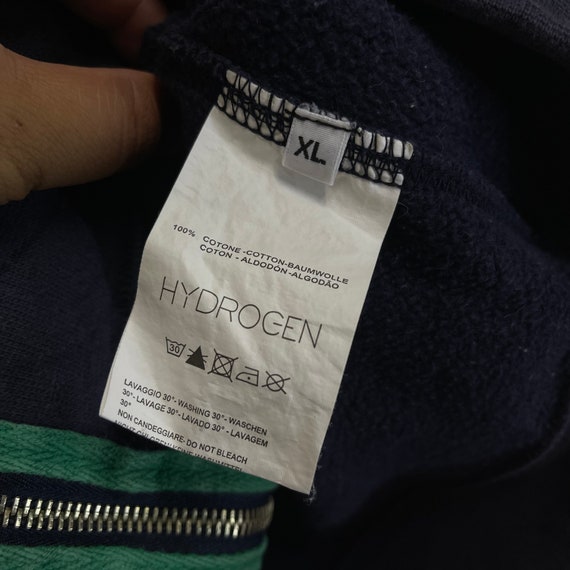 XL
100% COTONE -COTTON-BAUMWOLLE
COTON - ALGODÓN -ALGODÃO
HYDROGEN
30
LAVAGGIO 30°- WASHING 30°- WASCHEN
30°- LAVAGE 30°- LAVADO 30° - LAVAGEM
30°
NON CANDEGGIARE- DO NOT BLEACH